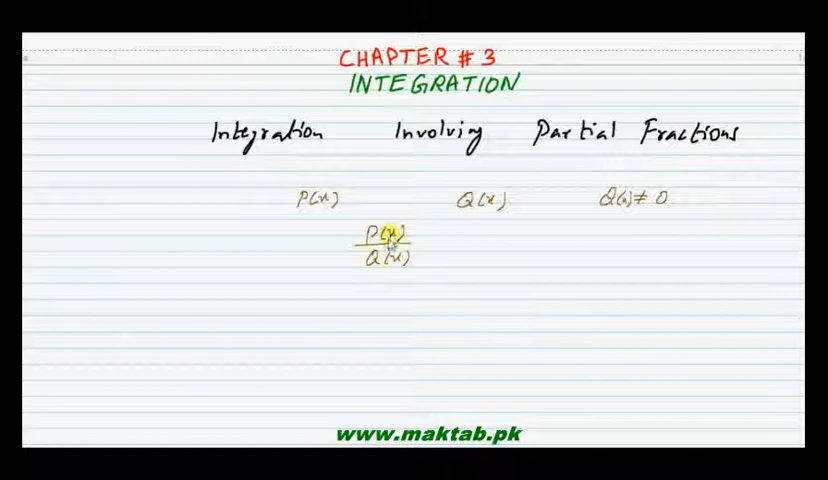 CHAPTER # 3
INTEGRATION
Integration Involving Partial Fractions
P(x) Q(x) Q(x) ≠ 0
P(x)
Q(x)
www.maktab.pk